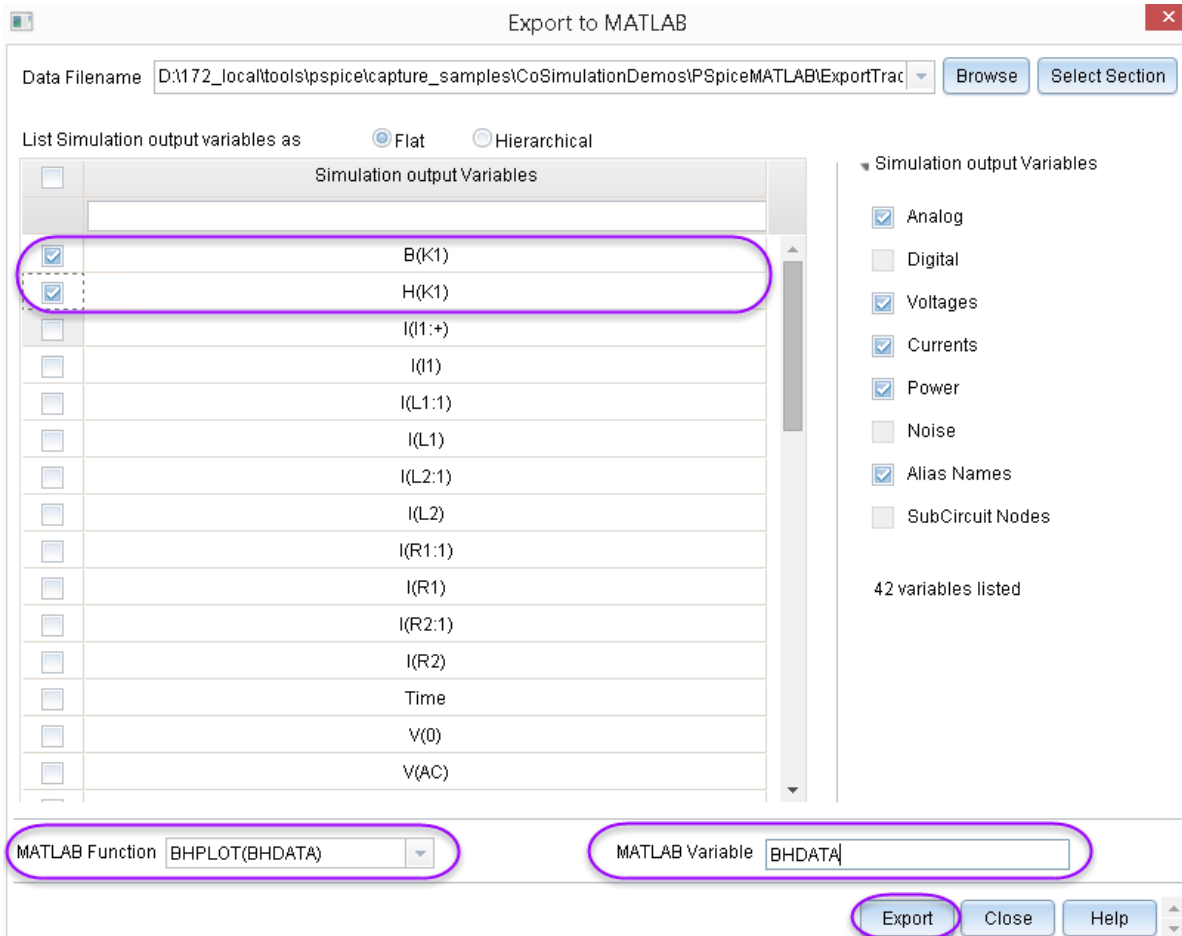 Export to MATLAB
Data Filename D:\172_local\tools\pspice\capture_samples\CoSimulationDemos\PSpiceMATLAB\ExportTrac Browse Select Section
List Simulation output variables as Flat Hierarchical
Simulation output Variables
Simulation output Variables
B(K1)
H(K1)
I(I1:+)
I(I1)
I(L1:1)
I(L1)
I(L2:1)
I(L2)
I(R1:1)
I(R1)
I(R2:1)
I(R2)
Time
V(0)
V(AC)
Analog
Digital
Voltages
Currents
Power
Noise
Alias Names
SubCircuit Nodes
42 variables listed
MATLAB Function BHPLOT(BHDATA) MATLAB Variable BHDATA
Export Close Help